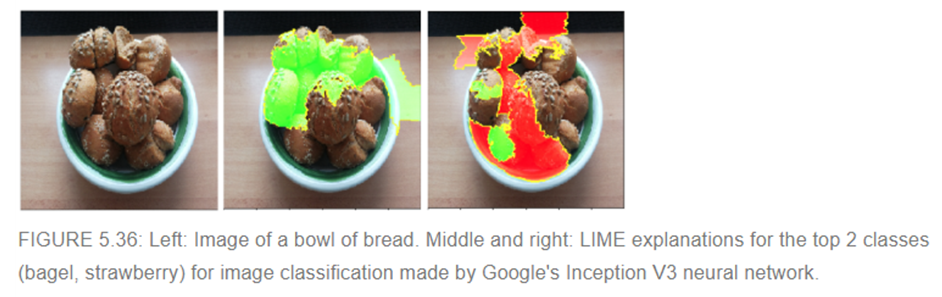 FIGURE 5.36: Left: Image of a bowl of bread. Middle and right: LIME explanations for the top 2 classes
(bagel, strawberry) for image classification made by Google's Inception V3 neural network.